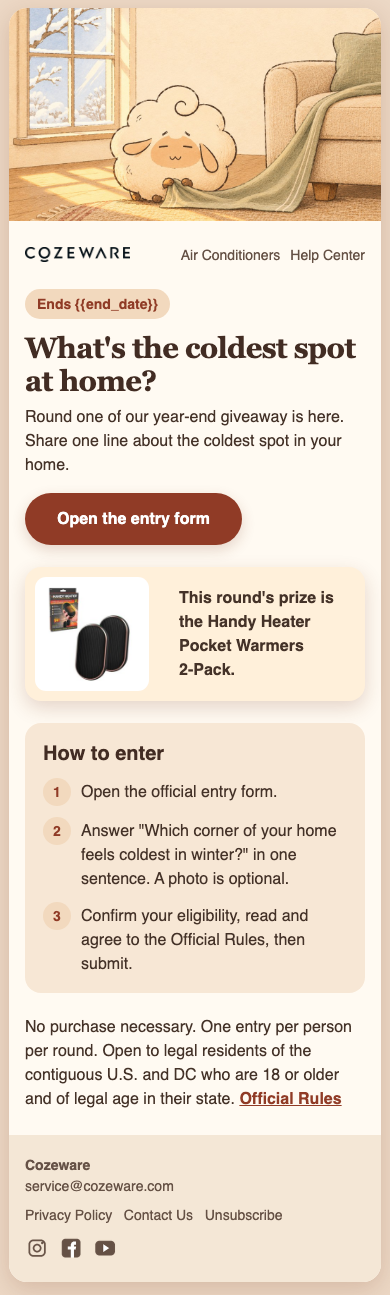 COZEWARE
Air Conditioners Help Center
Ends {{end_date}}
What's the coldest spot
at home?
Round one of our year-end giveaway is here.
Share one line about the coldest spot in your
home.
Open the entry form
HANDY HEATER
This round's prize is
the Handy Heater
Pocket Warmers
2-Pack.
How to enter
1 Open the official entry form.
2 Answer "Which corner of your home
feels coldest in winter?" in one
sentence. A photo is optional.
3 Confirm your eligibility, read and
agree to the Official Rules, then
submit.
No purchase necessary. One entry per person
per round. Open to legal residents of the
contiguous U.S. and DC who are 18 or older
and of legal age in their state. Official Rules
Cozeware
service@cozeware.com
Privacy Policy Contact Us Unsubscribe